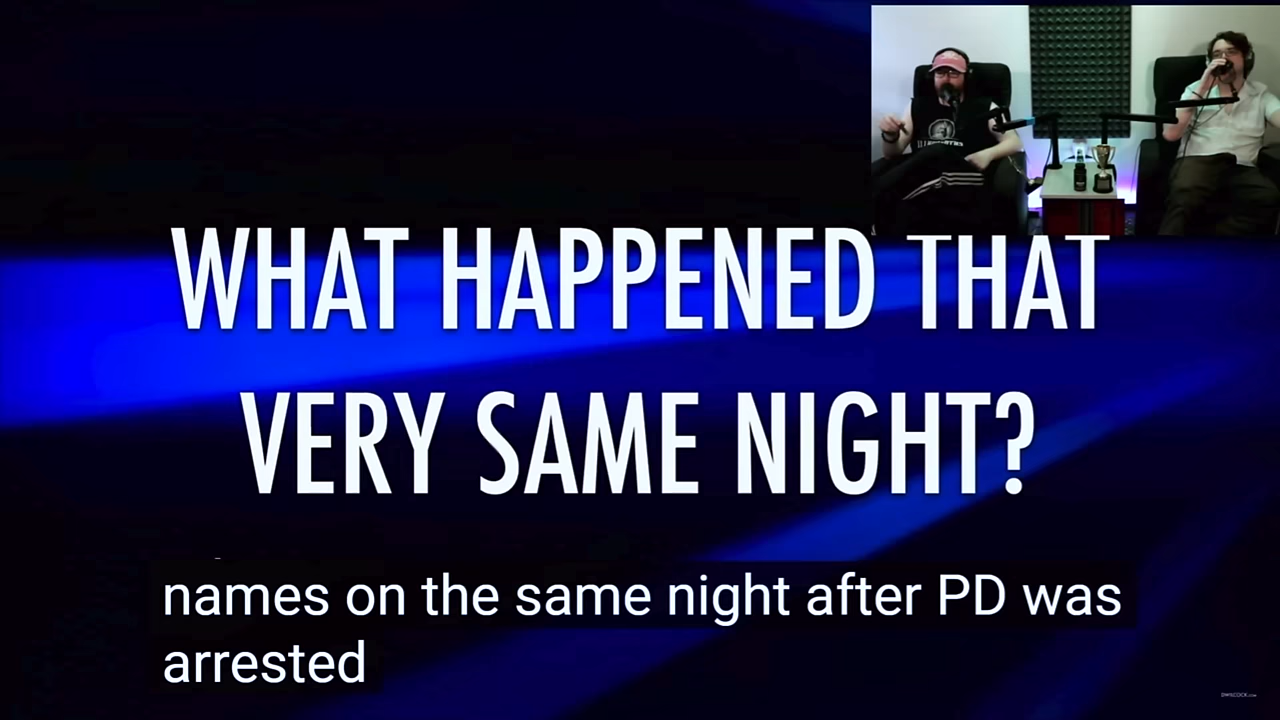 WHAT HAPPENED THAT
VERY SAME NIGHT?
names on the same night after PD was
arrested